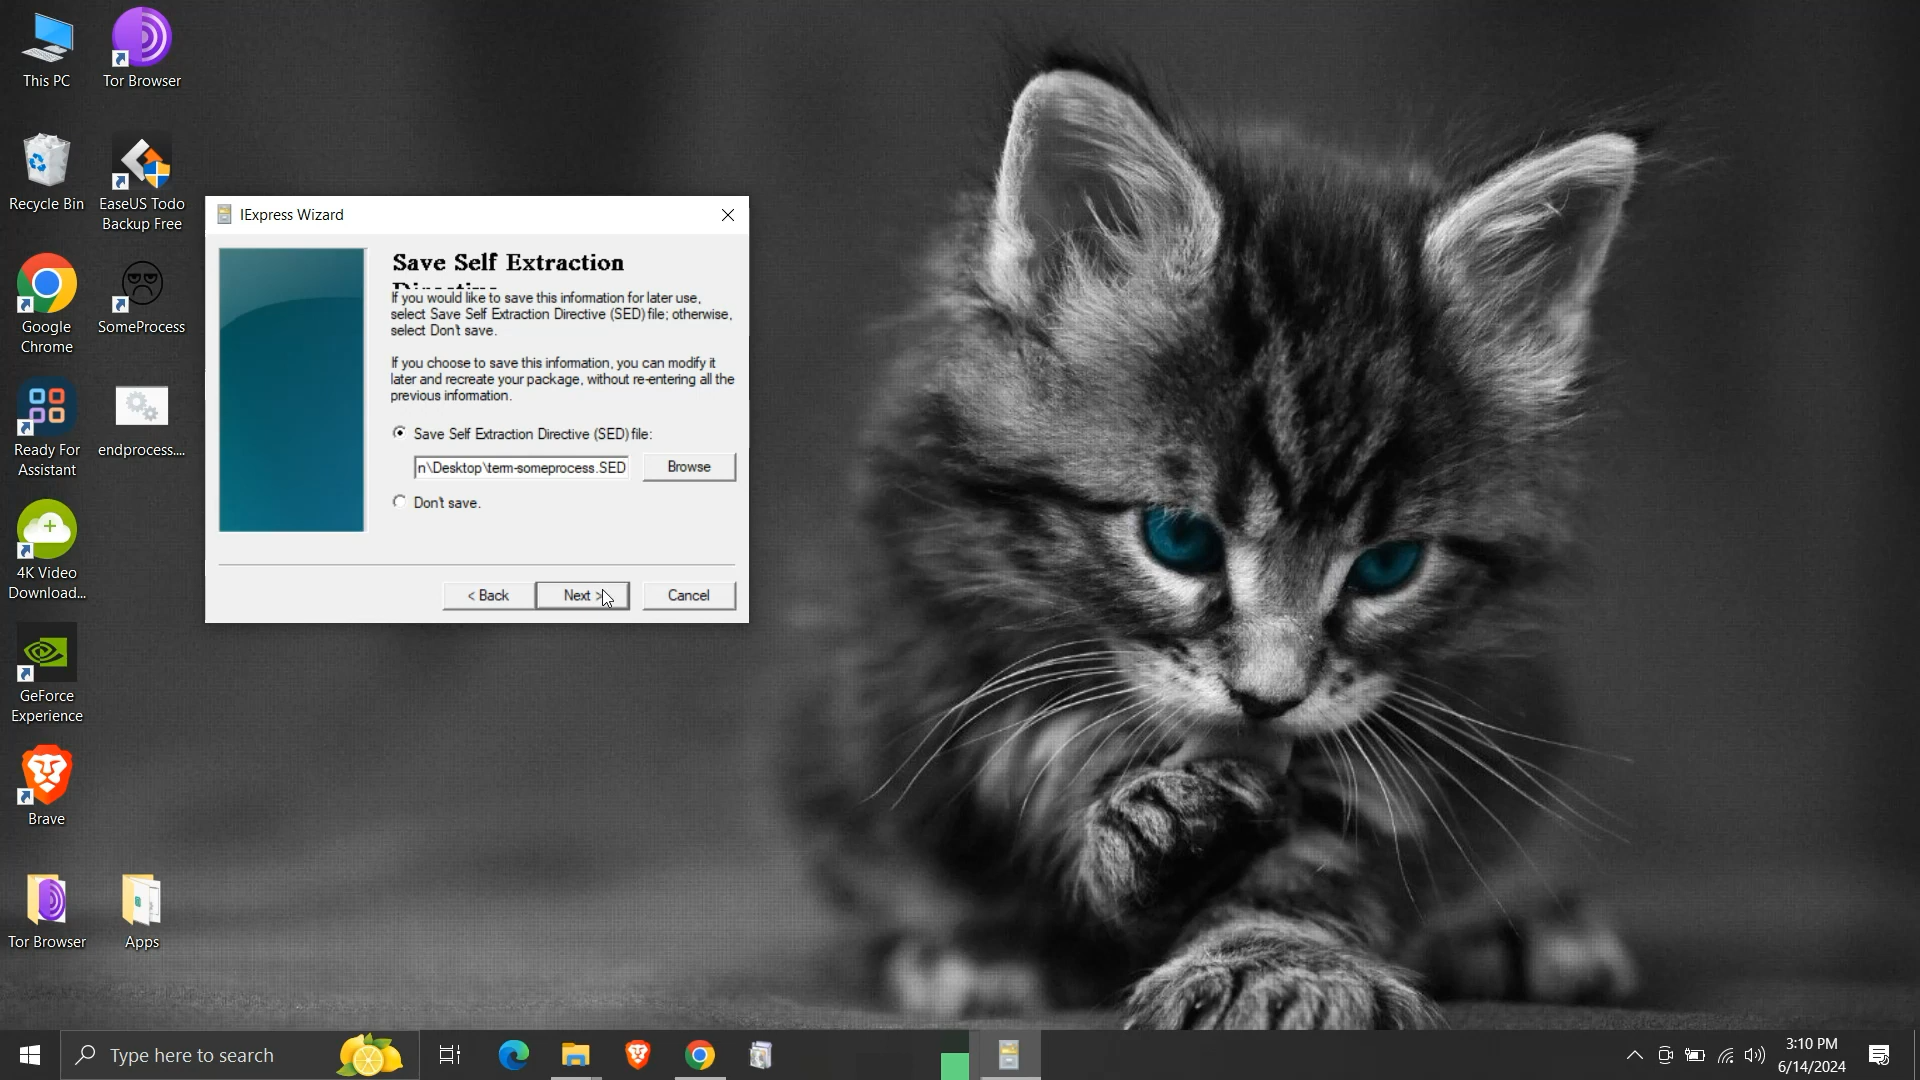 This PC
Tor Browser
Recycle Bin
EaseUS Todo
Backup Free
Google
Chrome
SomeProcess
Ready For
Assistant
endprocess....
4K Video
Download...
GeForce
Experience
Brave
Tor Browser
Apps
IExpress Wizard
Save Self Extraction
Directive
If you would like to save this information for later use,
select Save Self Extraction Directive (SED) file; otherwise,
select Don't save.
If you choose to save this information, you can modify it
later and recreate your package, without re-entering all the
previous information.
Save Self Extraction Directive (SED) file:
n\Desktop\term-someprocess.SED
Browse
Don't save.
< Back
Next >
Cancel
Type here to search
3:10 PM
6/14/2024